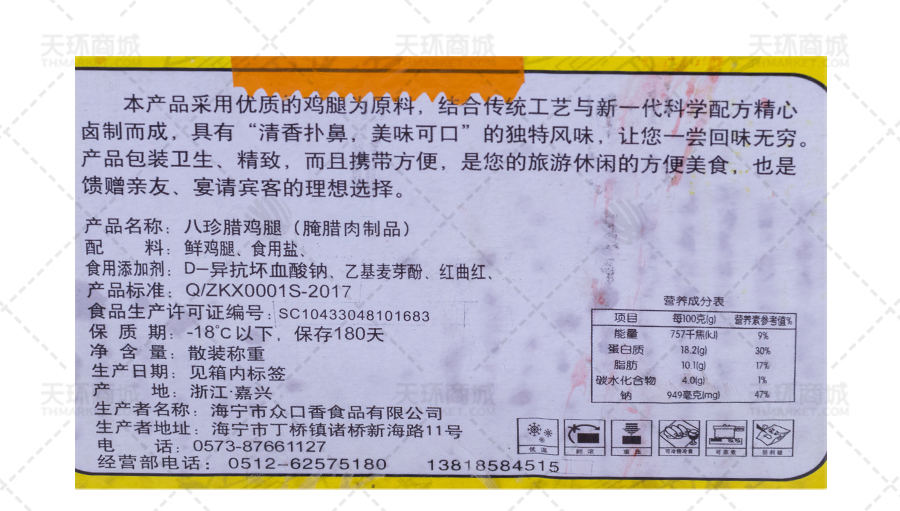 天环商城
THMARKET.COM
天环商城
THMARKET.COM
天环商城
THMARKET.COM
本产品采用优质的鸡腿为原料，结合传统工艺与新一代科学配方精心
卤制而成，具有“清香扑鼻，美味可口”的独特风味，让您一尝回味无穷。
产品包装卫生、精致，而且携带方便，是您的旅游休闲的方便美食，也是
馈赠亲友、宴请宾客的理想选择。
产品名称：八珍腊鸡腿（腌腊肉制品）
配 料：鲜鸡腿、食用盐、
食用添加剂：D-异抗坏血酸钠、乙基麦芽酚、红曲红、
产品标准：Q/ZKX0001S-2017
食品生产许可证编号：SC10433048101683
保 质 期：-18℃以下，保存180天
净 含 量：散装称重
生产日期：见箱内标签
产 地：浙江·嘉兴
生产者名称：海宁市众口香食品有限公司
生产者地址：海宁市丁桥镇诸桥新海路11号
电 话：0573-87661127
经营部电话：0512-62575180 13818584515
营养成分表
项目 每100克(g) 营养素参考值%
能量 757千焦(kJ) 9%
蛋白质 18.2(g) 30%
脂肪 10.1(g) 17%
碳水化合物 4.0(g) 1%
钠 949毫克(mg) 47%